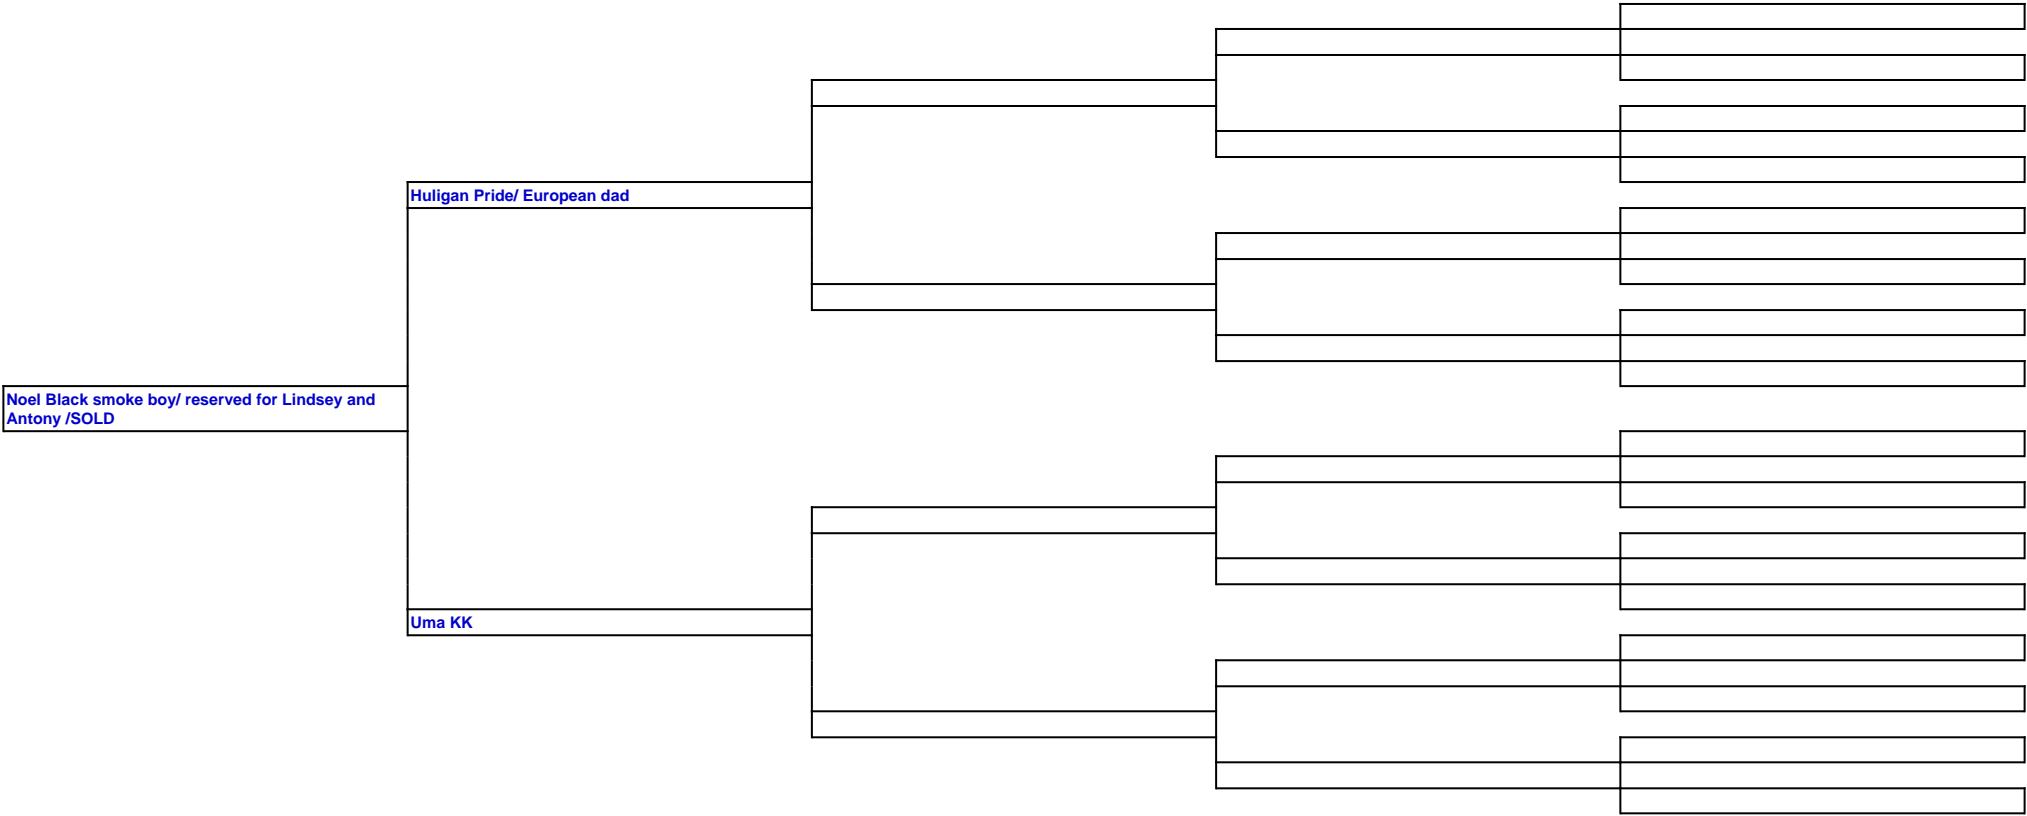 Huligan Pride/ European dad
Noel Black smoke boy/ reserved for Lindsey and
Antony /SOLD
Uma KK